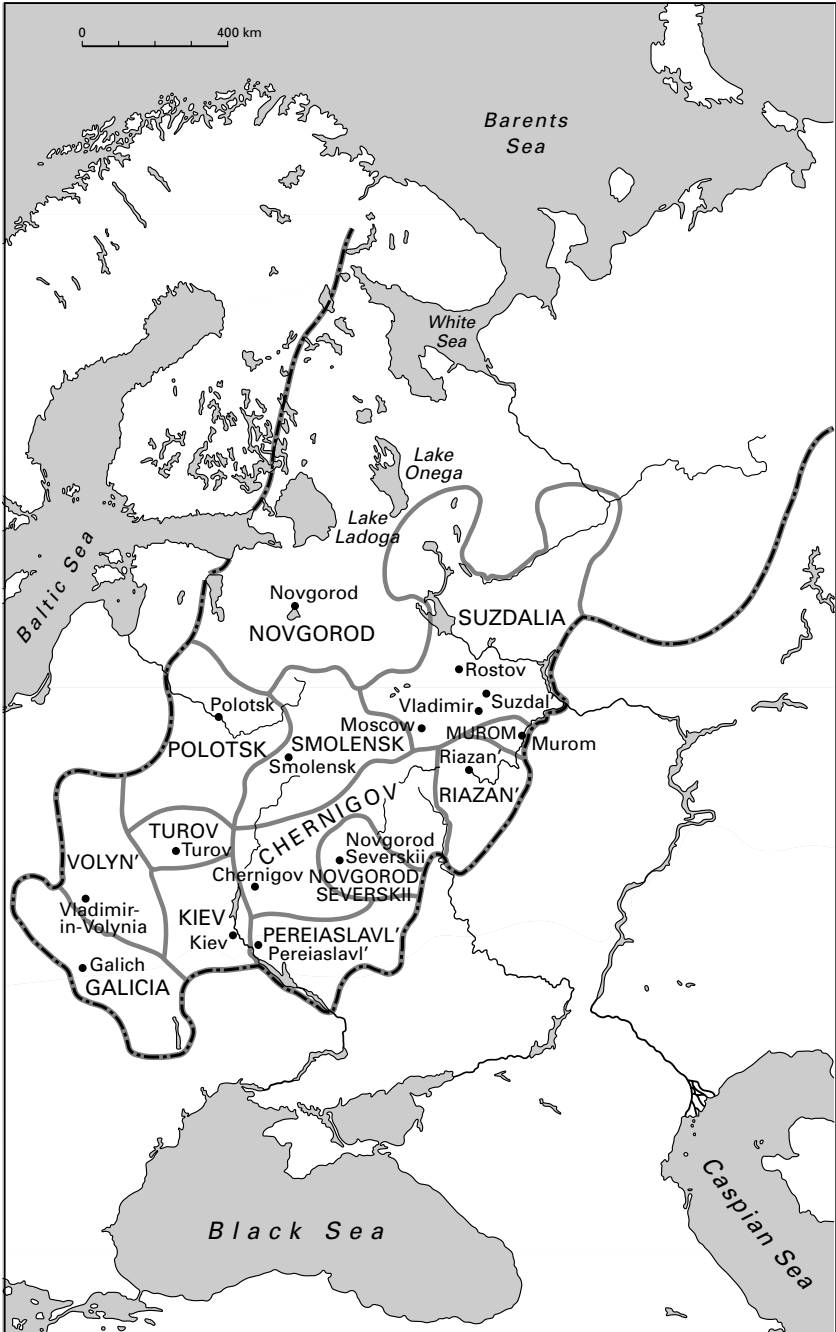 0 400 km
Barents
Sea
White
Sea
Lake
Onega
Lake
Ladoga
Baltic Sea
Novgorod
NOVGOROD
SUZDALIA
Rostov
Polotsk
Vladimir
Suzdal'
Moscow
MUROM
Murom
POLOTSK
SMOLENSK
Smolensk
Riazan'
RIAZAN'
CHERNIGOV
TUROV
Turov
Novgorod
Severskii
VOLYN'
Chernigov
NOVGOROD
SEVERSKII
Vladimir-
in-Volynia
KIEV
Kiev
PEREIASLAVL'
Pereiaslavl'
Galich
GALICIA
Black Sea
Caspian Sea